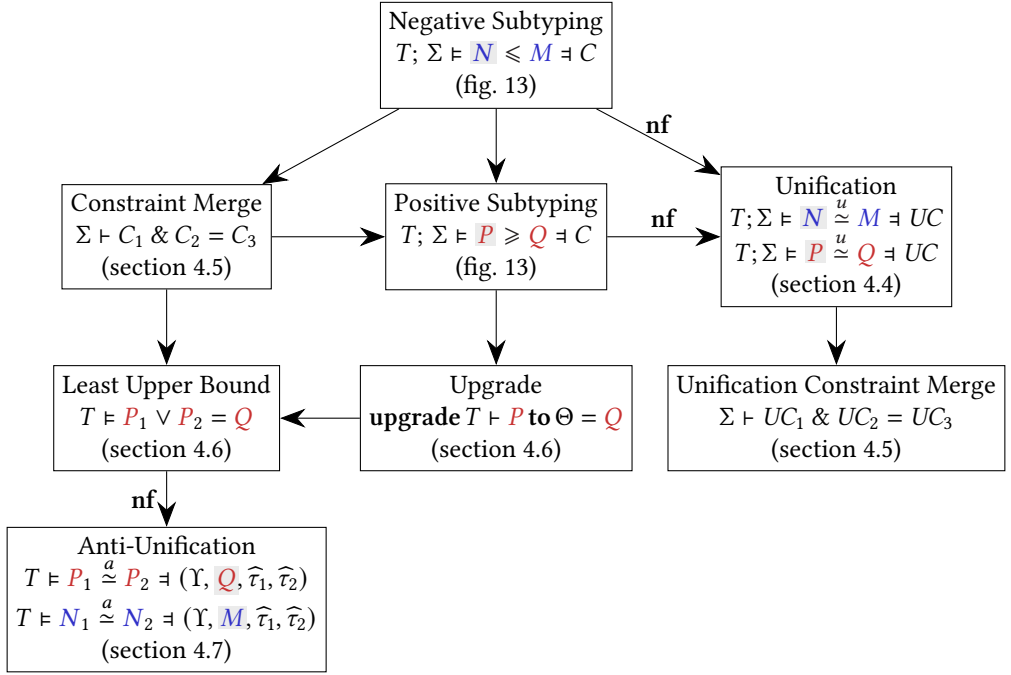 Negative Subtyping
T; Σ ⊨ N ⩽ M ⫤ C
(fig. 13)
nf
Constraint Merge
Σ ⊢ C₁ & C₂ = C₃
(section 4.5)
Positive Subtyping
T; Σ ⊨ P ⩾ Q ⫤ C
(fig. 13)
nf
Unification
T; Σ ⊨ N ≃ᵘ M ⫤ UC
T; Σ ⊨ P ≃ᵘ Q ⫤ UC
(section 4.4)
Least Upper Bound
T ⊨ P₁ ∨ P₂ = Q
(section 4.6)
Upgrade
upgrade T ⊢ P to Θ = Q
(section 4.6)
Unification Constraint Merge
Σ ⊢ UC₁ & UC₂ = UC₃
(section 4.5)
nf
Anti-Unification
T ⊨ P₁ ≃ᵃ P₂ ⫤ (Υ, Q, τ̂₁, τ̂₂)
T ⊨ N₁ ≃ᵃ N₂ ⫤ (Υ, M, τ̂₁, τ̂₂)
(section 4.7)